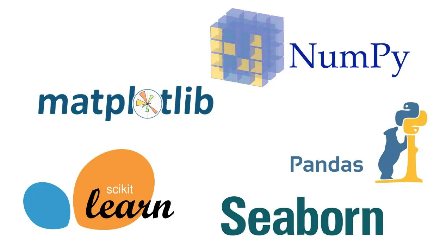 NumPy
matplotlib
Pandas
scikit
learn
Seaborn